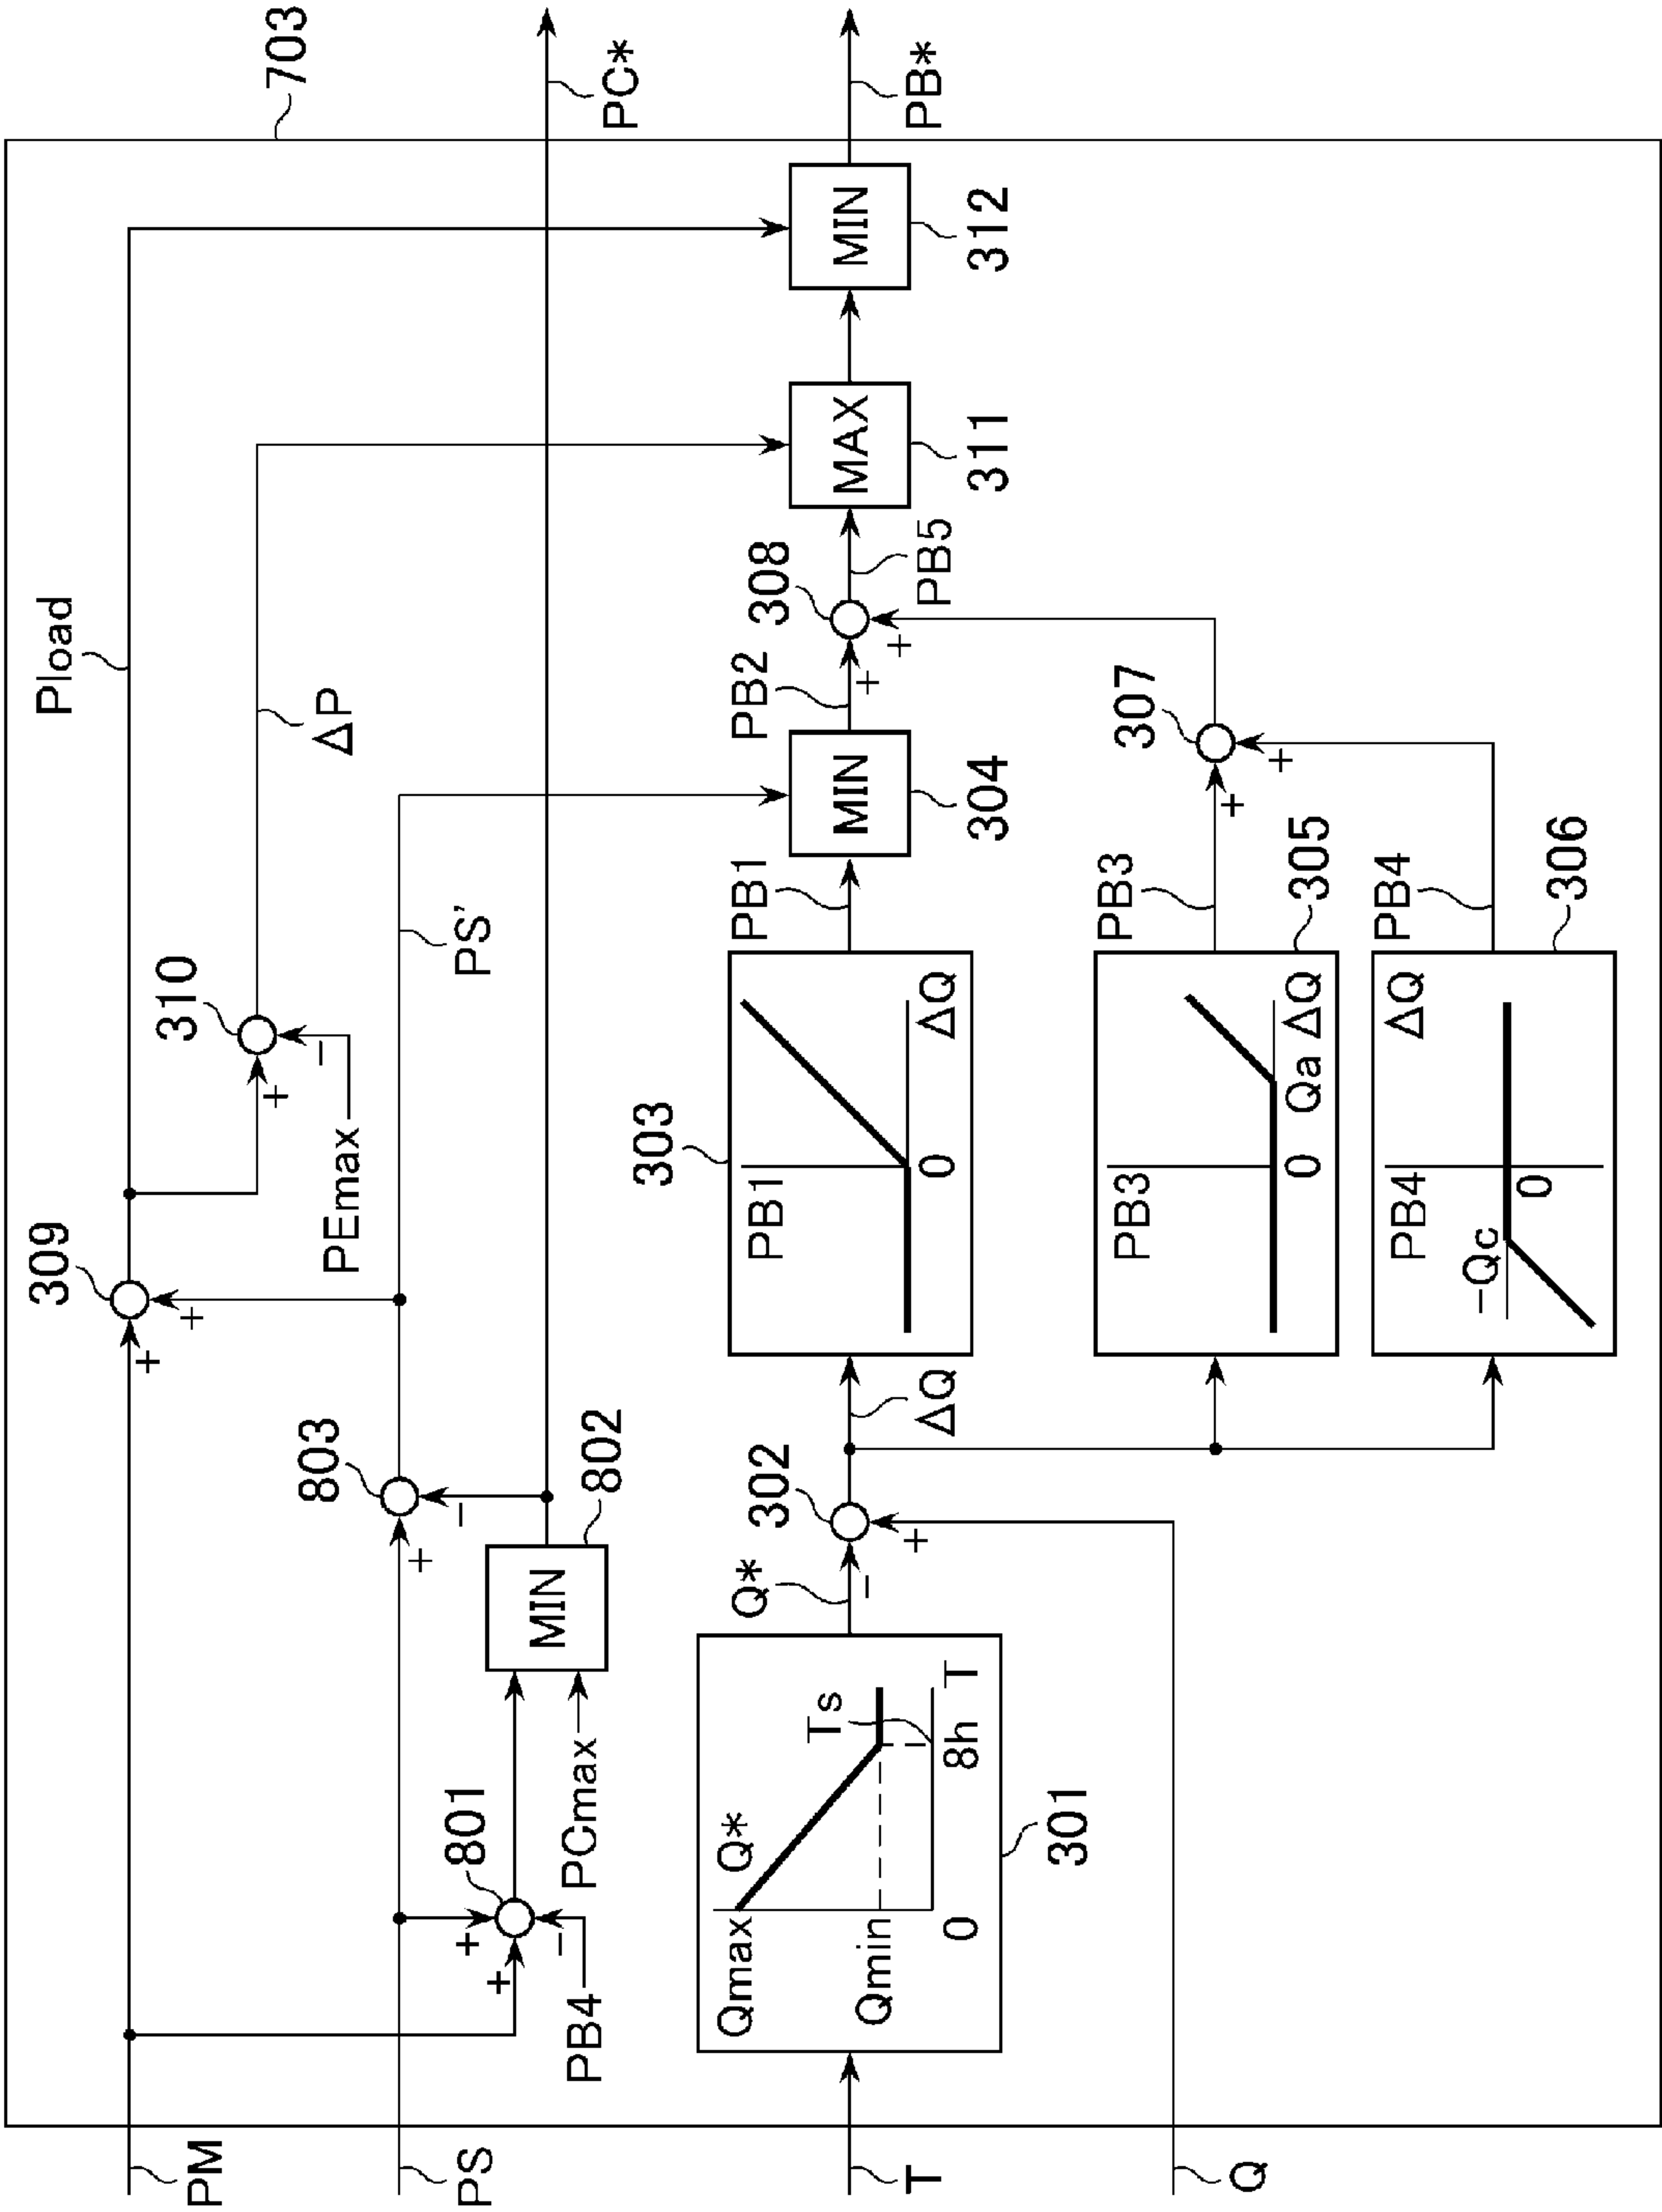 703
Pload
PC*
PB*
ΔP
MIN
312
MAX
311
308
PB5
PB2
MIN
304
307
PS'
310
PEmax
+
−
309
+
+
PB1
303
PB1
0
ΔQ
PB3
305
PB3
0
Qa
ΔQ
PB4
306
PB4
−Qc
0
ΔQ
+
+
+
+
803
+
−
802
MIN
PCmax
801
+
+
−
PB4
302
Q*
−
+
ΔQ
Qmax
Q*
Qmin
Ts
0
8h
T
301
PM
PS
T
Q